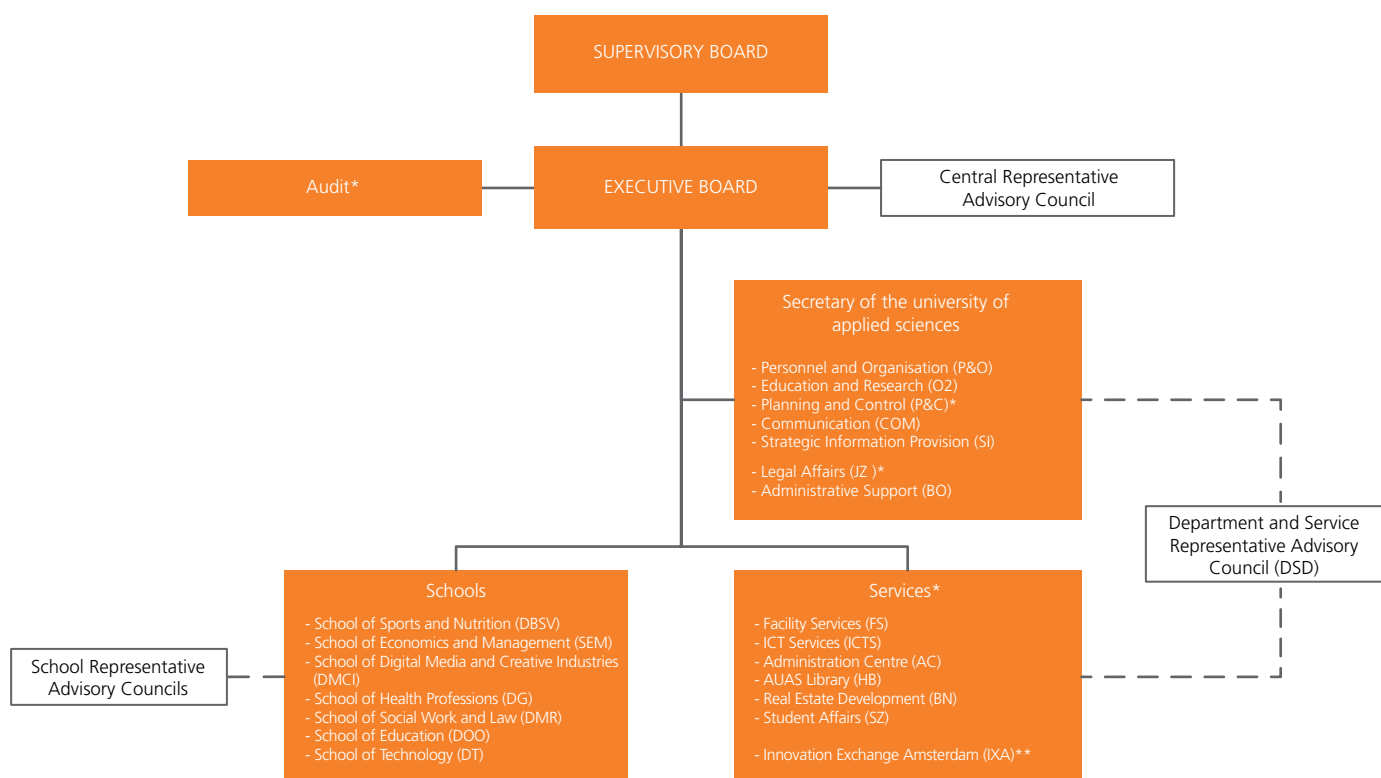 SUPERVISORY BOARD
Audit*
EXECUTIVE BOARD
Central Representative
Advisory Council
Secretary of the university of
applied sciences
- Personnel and Organisation (P&O)
- Education and Research (O2)
- Planning and Control (P&C)*
- Communication (COM)
- Strategic Information Provision (SI)
- Legal Affairs (JZ )*
- Administrative Support (BO)
Department and Service
Representative Advisory
Council (DSD)
Schools
- School of Sports and Nutrition (DBSV)
- School of Economics and Management (SEM)
- School of Digital Media and Creative Industries
(DMCI)
- School of Health Professions (DG)
- School of Social Work and Law (DMR)
- School of Education (DOO)
- School of Technology (DT)
School Representative
Advisory Councils
Services*
- Facility Services (FS)
- ICT Services (ICTS)
- Administration Centre (AC)
- AUAS Library (HB)
- Real Estate Development (BN)
- Student Affairs (SZ)
- Innovation Exchange Amsterdam (IXA)**